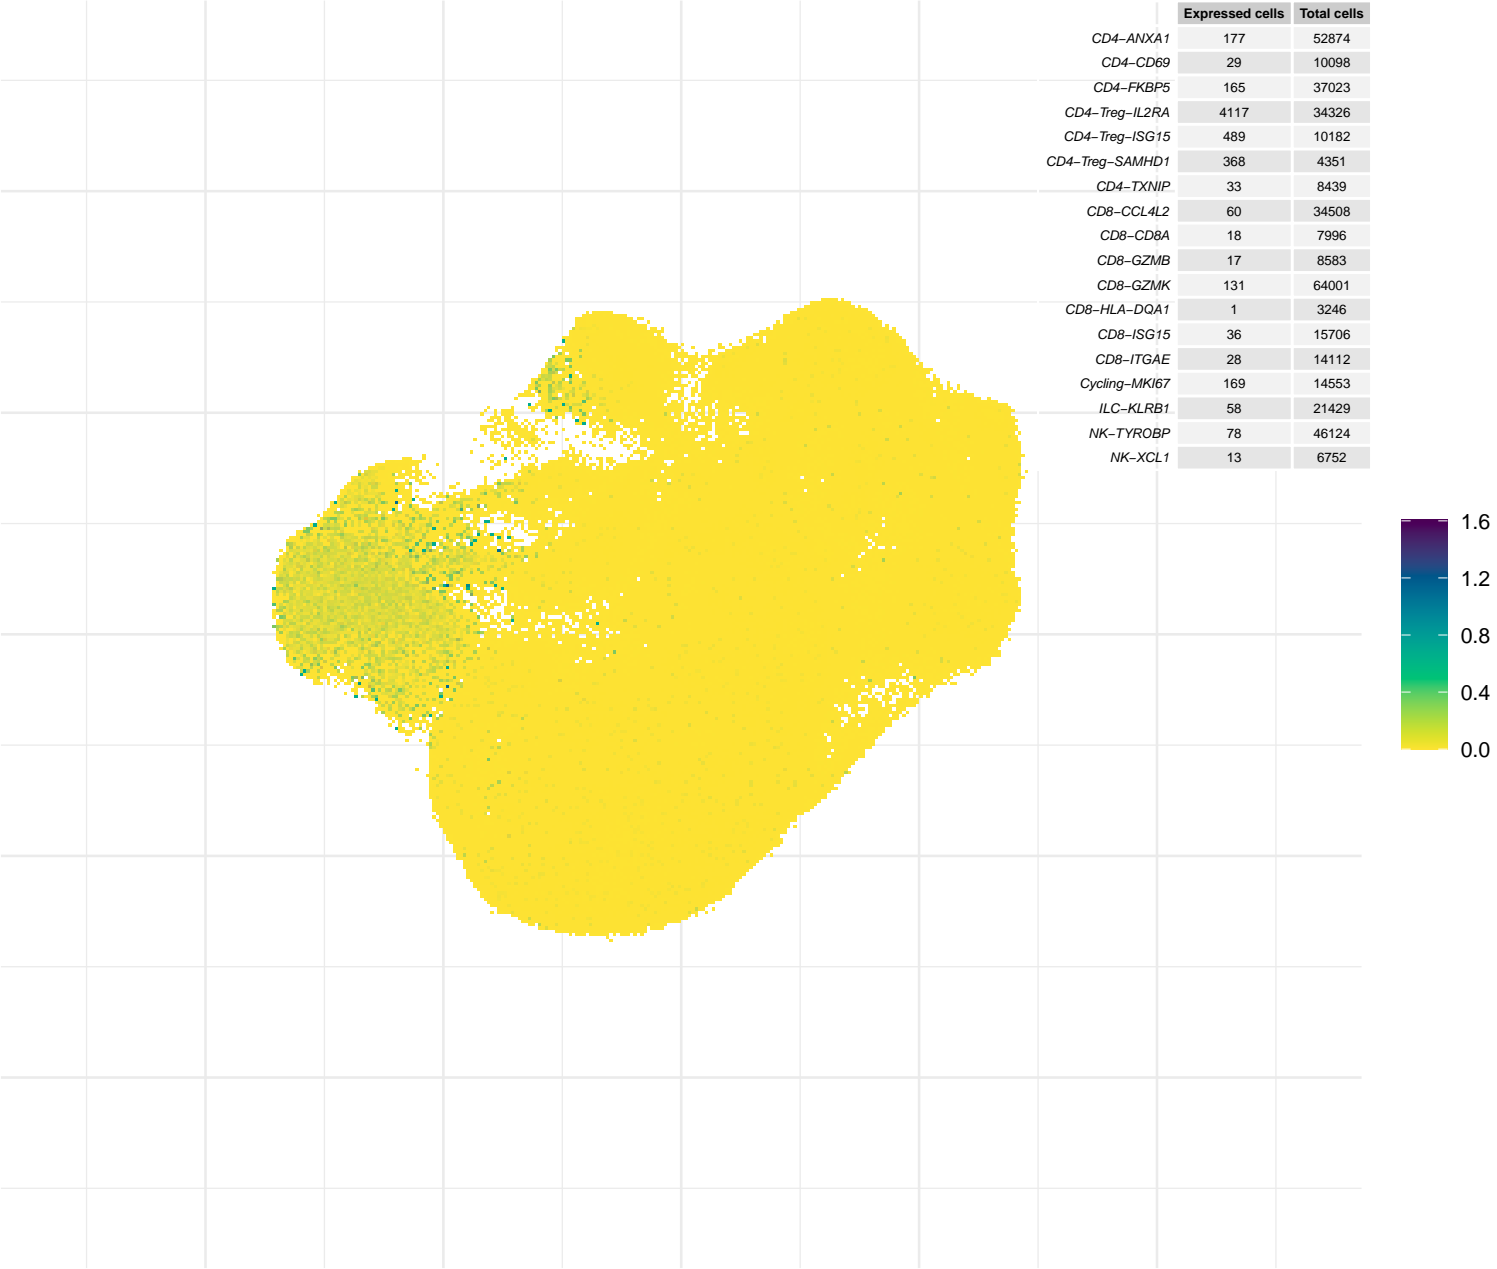 Expressed cells Total cells
CD4−ANXA1 177 52874
CD4−CD69 29 10098
CD4−FKBP5 165 37023
CD4−Treg−IL2RA 4117 34326
CD4−Treg−ISG15 489 10182
CD4−Treg−SAMHD1 368 4351
CD4−TXNIP 33 8439
CD8−CCL4L2 60 34508
CD8−CD8A 18 7996
CD8−GZMB 17 8583
CD8−GZMK 131 64001
CD8−HLA−DQA1 1 3246
CD8−ISG15 36 15706
CD8−ITGAE 28 14112
Cycling−MKI67 169 14553
ILC−KLRB1 58 21429
NK−TYROBP 78 46124
NK−XCL1 13 6752
1.6
1.2
0.8
0.4
0.0